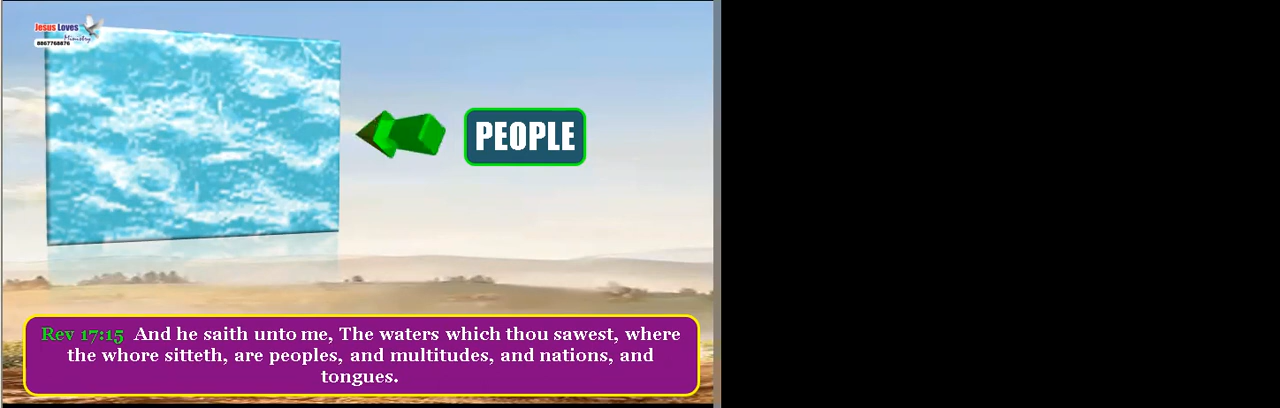 Jesus Loves
Ministry
8867768876
PEOPLE
Rev 17:15 And he saith unto me, The waters which thou sawest, where
the whore sitteth, are peoples, and multitudes, and nations, and
tongues.